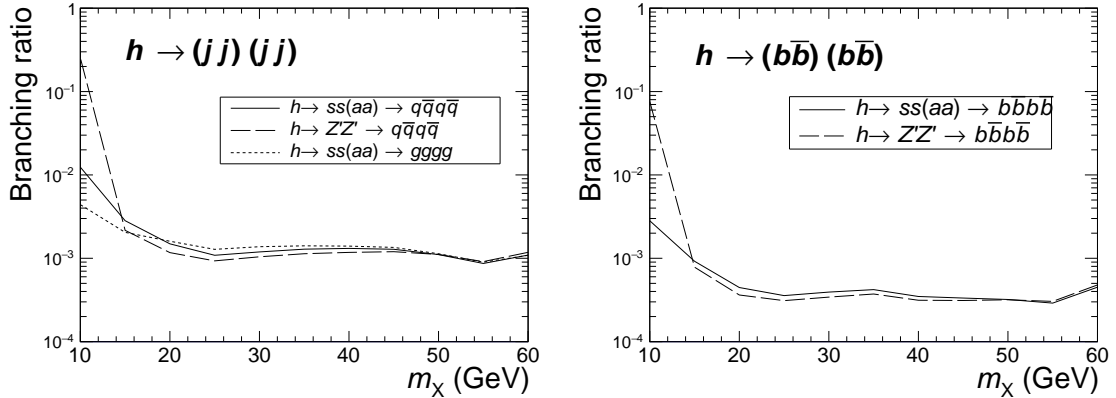 Branching ratio
h → (j j) (j j)
h→ ss(aa) → qq̅qq̅
h→ Z'Z' → qq̅qq̅
h→ ss(aa) → gggg
1
10⁻¹
10⁻²
10⁻³
10⁻⁴
10 20 30 40 50 60
m_X (GeV)
Branching ratio
h → (bb̅) (bb̅)
h→ ss(aa) → bb̅bb̅
h→ Z'Z' → bb̅bb̅
1
10⁻¹
10⁻²
10⁻³
10⁻⁴
10 20 30 40 50 60
m_X (GeV)